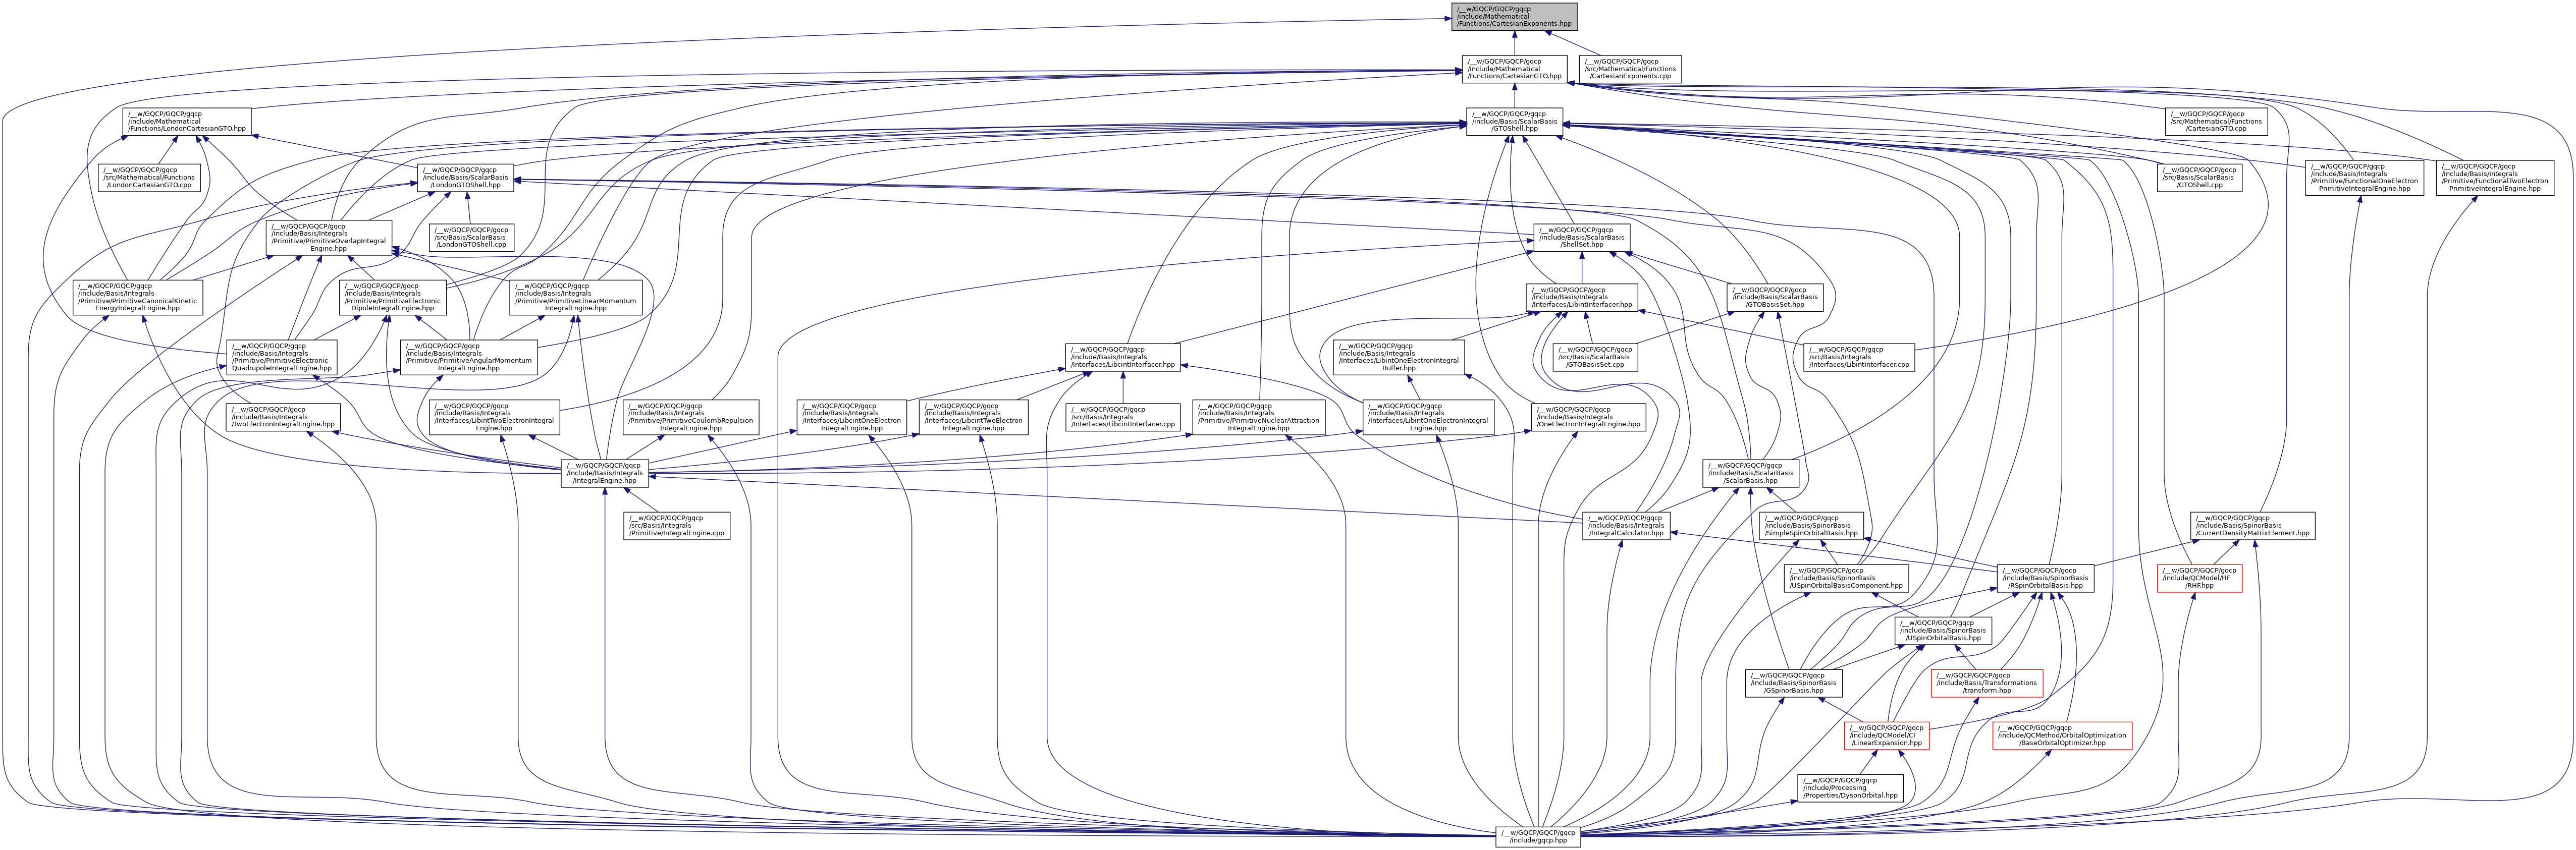 /__w/GQCP/GQCP/gqcp
/include/Mathematical
/Functions/CartesianExponents.hpp
/__w/GQCP/GQCP/gqcp
/include/Mathematical
/Functions/CartesianGTO.hpp
/__w/GQCP/GQCP/gqcp
/src/Mathematical/Functions
/CartesianExponents.cpp
/__w/GQCP/GQCP/gqcp
/include/Mathematical
/Functions/LondonCartesianGTO.hpp
/__w/GQCP/GQCP/gqcp
/include/Basis/ScalarBasis
/GTOShell.hpp
/__w/GQCP/GQCP/gqcp
/src/Mathematical/Functions
/CartesianGTO.cpp
/__w/GQCP/GQCP/gqcp
/src/Mathematical/Functions
/LondonCartesianGTO.cpp
/__w/GQCP/GQCP/gqcp
/include/Basis/ScalarBasis
/LondonGTOShell.hpp
/__w/GQCP/GQCP/gqcp
/src/Basis/ScalarBasis
/GTOShell.cpp
/__w/GQCP/GQCP/gqcp
/include/Basis/Integrals
/Primitive/FunctionalOneElectron
PrimitiveIntegralEngine.hpp
/__w/GQCP/GQCP/gqcp
/include/Basis/Integrals
/Primitive/FunctionalTwoElectron
PrimitiveIntegralEngine.hpp
/__w/GQCP/GQCP/gqcp
/include/Basis/Integrals
/Primitive/PrimitiveOverlapIntegral
Engine.hpp
/__w/GQCP/GQCP/gqcp
/src/Basis/ScalarBasis
/LondonGTOShell.cpp
/__w/GQCP/GQCP/gqcp
/include/Basis/ScalarBasis
/ShellSet.hpp
/__w/GQCP/GQCP/gqcp
/include/Basis/Integrals
/Primitive/PrimitiveCanonicalKinetic
EnergyIntegralEngine.hpp
/__w/GQCP/GQCP/gqcp
/include/Basis/Integrals
/Primitive/PrimitiveElectronic
DipoleIntegralEngine.hpp
/__w/GQCP/GQCP/gqcp
/include/Basis/Integrals
/Primitive/PrimitiveLinearMomentum
IntegralEngine.hpp
/__w/GQCP/GQCP/gqcp
/include/Basis/Integrals
/Interfaces/LibintInterfacer.hpp
/__w/GQCP/GQCP/gqcp
/include/Basis/ScalarBasis
/GTOBasisSet.hpp
/__w/GQCP/GQCP/gqcp
/include/Basis/Integrals
/Primitive/PrimitiveElectronic
QuadrupoleIntegralEngine.hpp
/__w/GQCP/GQCP/gqcp
/include/Basis/Integrals
/Primitive/PrimitiveAngularMomentum
IntegralEngine.hpp
/__w/GQCP/GQCP/gqcp
/include/Basis/Integrals
/Interfaces/LibcintInterfacer.hpp
/__w/GQCP/GQCP/gqcp
/include/Basis/Integrals
/Interfaces/LibintOneElectronIntegral
Buffer.hpp
/__w/GQCP/GQCP/gqcp
/src/Basis/ScalarBasis
/GTOBasisSet.cpp
/__w/GQCP/GQCP/gqcp
/src/Basis/Integrals
/Interfaces/LibintInterfacer.cpp
/__w/GQCP/GQCP/gqcp
/include/Basis/Integrals
/TwoElectronIntegralEngine.hpp
/__w/GQCP/GQCP/gqcp
/include/Basis/Integrals
/Interfaces/LibintTwoElectronIntegral
Engine.hpp
/__w/GQCP/GQCP/gqcp
/include/Basis/Integrals
/Primitive/PrimitiveCoulombRepulsion
IntegralEngine.hpp
/__w/GQCP/GQCP/gqcp
/include/Basis/Integrals
/Interfaces/LibcintOneElectron
IntegralEngine.hpp
/__w/GQCP/GQCP/gqcp
/include/Basis/Integrals
/Interfaces/LibcintTwoElectron
IntegralEngine.hpp
/__w/GQCP/GQCP/gqcp
/src/Basis/Integrals
/Interfaces/LibcintInterfacer.cpp
/__w/GQCP/GQCP/gqcp
/include/Basis/Integrals
/Primitive/PrimitiveNuclearAttraction
IntegralEngine.hpp
/__w/GQCP/GQCP/gqcp
/include/Basis/Integrals
/Interfaces/LibintOneElectronIntegral
Engine.hpp
/__w/GQCP/GQCP/gqcp
/include/Basis/Integrals
/OneElectronIntegralEngine.hpp
/__w/GQCP/GQCP/gqcp
/include/Basis/Integrals
/IntegralEngine.hpp
/__w/GQCP/GQCP/gqcp
/include/Basis/ScalarBasis
/ScalarBasis.hpp
/__w/GQCP/GQCP/gqcp
/src/Basis/Integrals
/Primitive/IntegralEngine.cpp
/__w/GQCP/GQCP/gqcp
/include/Basis/Integrals
/IntegralCalculator.hpp
/__w/GQCP/GQCP/gqcp
/include/Basis/SpinorBasis
/SimpleSpinOrbitalBasis.hpp
/__w/GQCP/GQCP/gqcp
/include/Basis/SpinorBasis
/CurrentDensityMatrixElement.hpp
/__w/GQCP/GQCP/gqcp
/include/Basis/SpinorBasis
/USpinOrbitalBasisComponent.hpp
/__w/GQCP/GQCP/gqcp
/include/Basis/SpinorBasis
/RSpinOrbitalBasis.hpp
/__w/GQCP/GQCP/gqcp
/include/QCModel/HF
/RHF.hpp
/__w/GQCP/GQCP/gqcp
/include/Basis/SpinorBasis
/USpinOrbitalBasis.hpp
/__w/GQCP/GQCP/gqcp
/include/Basis/SpinorBasis
/GSpinorBasis.hpp
/__w/GQCP/GQCP/gqcp
/include/Basis/Transformations
/transform.hpp
/__w/GQCP/GQCP/gqcp
/include/QCModel/CI
/LinearExpansion.hpp
/__w/GQCP/GQCP/gqcp
/include/QCMethod/OrbitalOptimization
/BaseOrbitalOptimizer.hpp
/__w/GQCP/GQCP/gqcp
/include/Processing
/Properties/DysonOrbital.hpp
/__w/GQCP/GQCP/gqcp
/include/gqcp.hpp